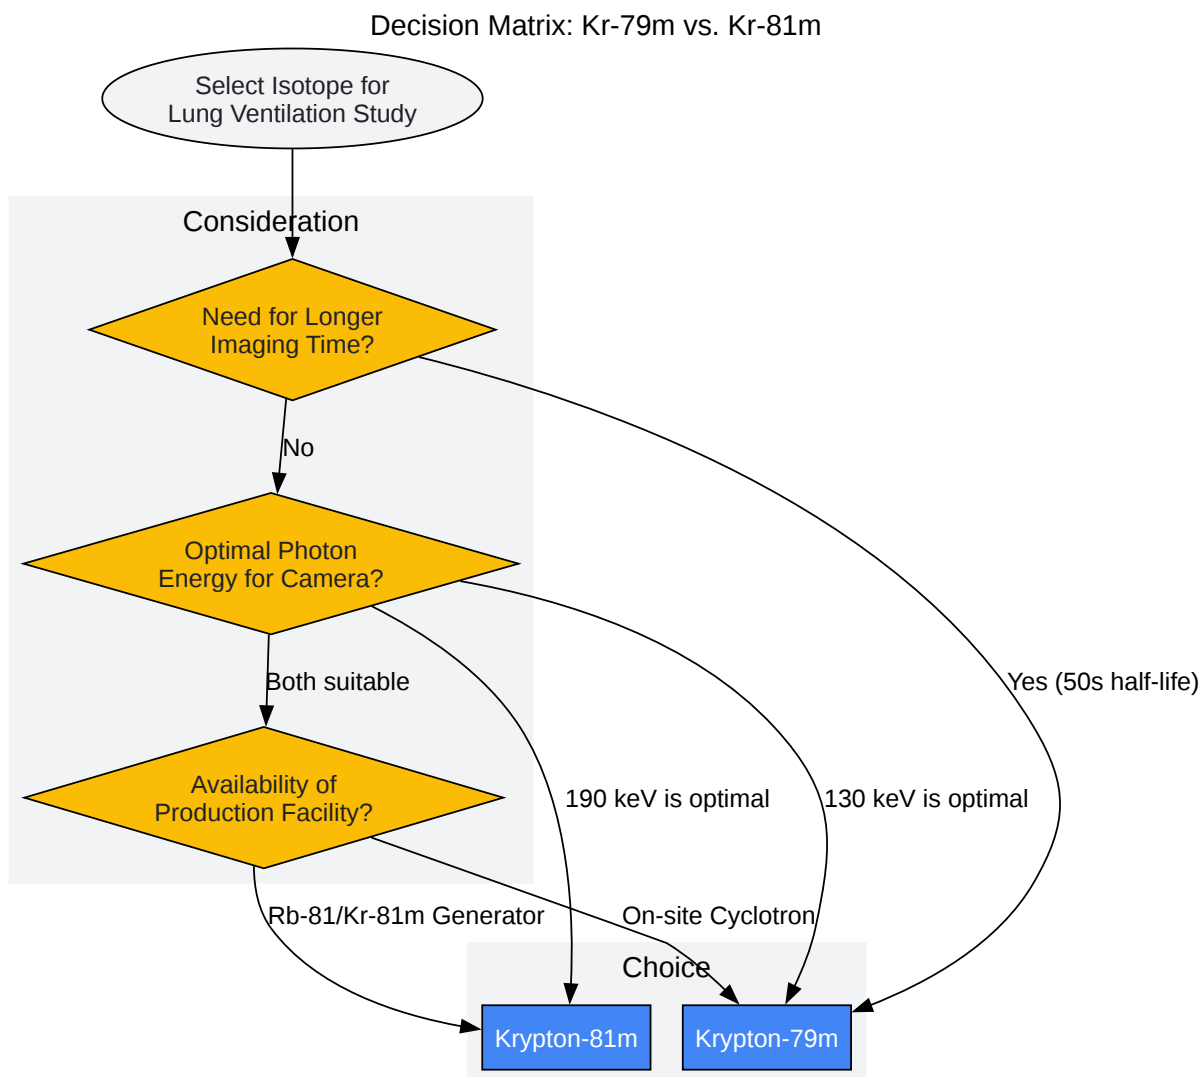 Decision Matrix: Kr-79m vs. Kr-81m
Select Isotope for
Lung Ventilation Study
Consideration
Need for Longer
Imaging Time?
No
Optimal Photon
Energy for Camera?
Both suitable
Yes (50s half-life)
Availability of
Production Facility?
190 keV is optimal
130 keV is optimal
Rb-81/Kr-81m Generator
On-site Cyclotron
Choice
Krypton-81m
Krypton-79m